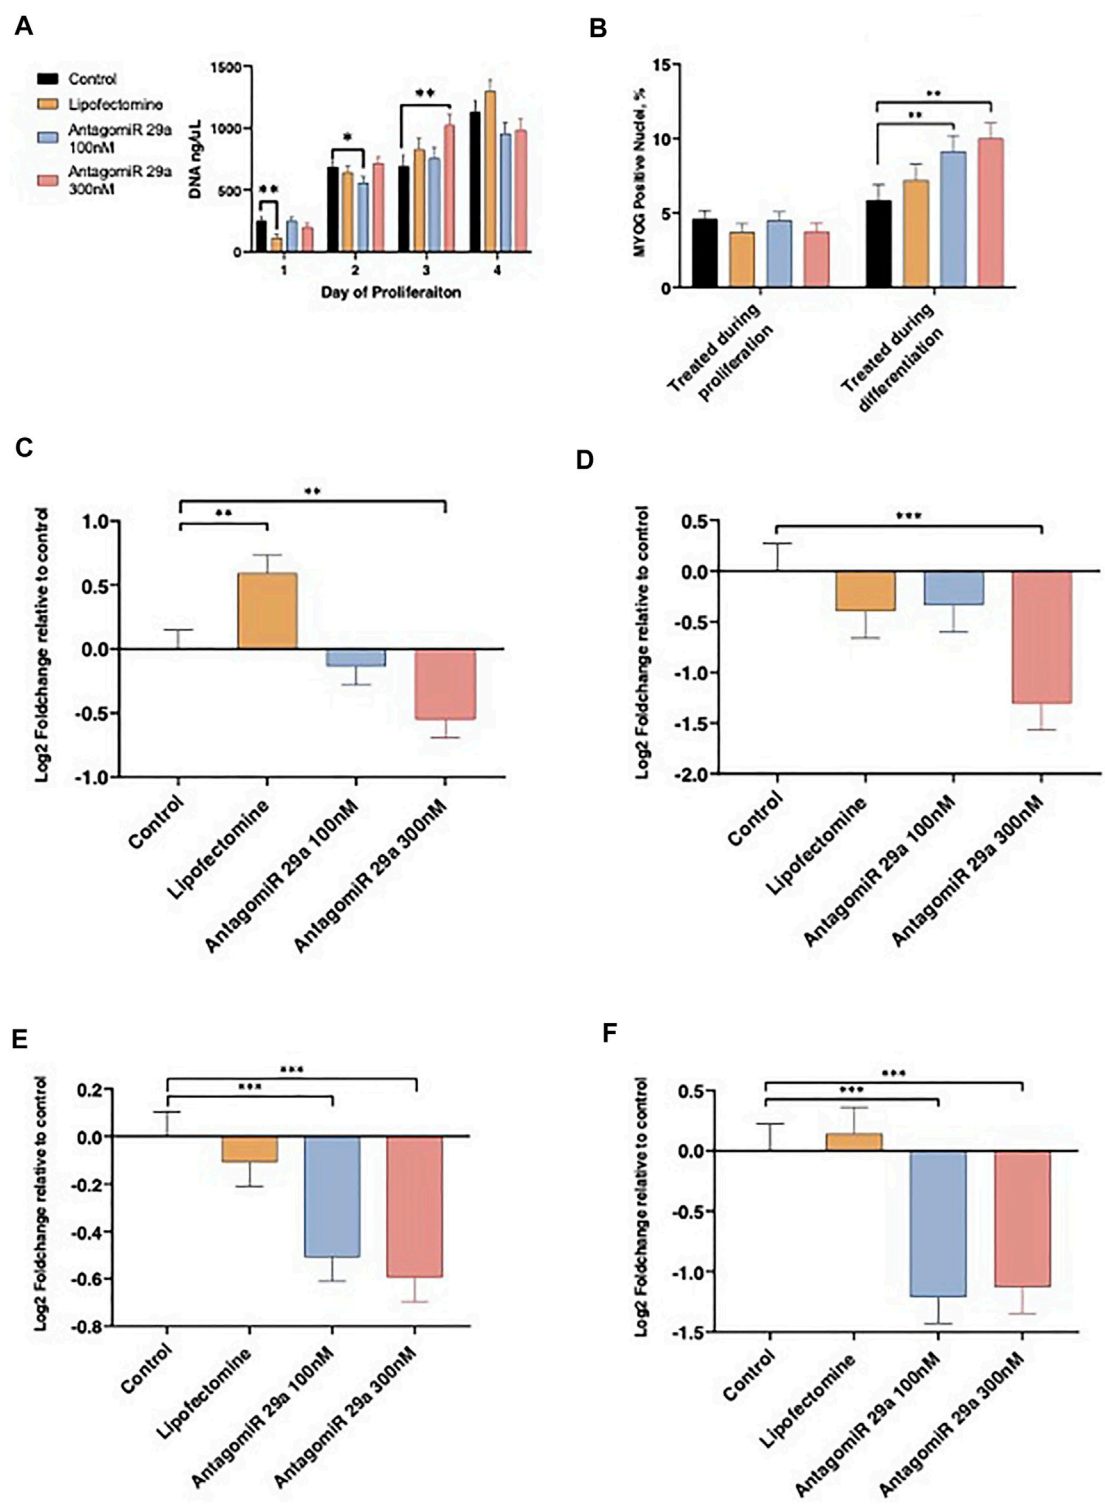 A
Control
Lipofectomine
AntagomiR 29a
100nM
AntagomiR 29a
300nM
DNA ng/uL
1500
1000
500
0
**
*
**
1
2
3
4
Day of Proliferaiton
B
MYOG Positive Nuclei, %
15
10
5
0
**
**
Treated during
proliferation
Treated during
differentiation
C
Log2 Foldchange relative to control
1.0
0.5
0.0
-0.5
-1.0
**
**
Control
Lipofectomine
AntagomiR 29a 100nM
AntagomiR 29a 300nM
D
Log2 Foldchange relative to control
0.5
0.0
-0.5
-1.0
-1.5
-2.0
***
Control
Lipofectomine
AntagomiR 29a 100nM
AntagomiR 29a 300nM
E
Log2 Foldchange relative to control
0.2
0.0
-0.2
-0.4
-0.6
-0.8
***
***
Control
Lipofectomine
AntagomiR 29a 100nM
AntagomiR 29a 300nM
F
Log2 Foldchange relative to control
0.5
0.0
-0.5
-1.0
-1.5
***
***
Control
Lipofectomine
AntagomiR 29a 100nM
AntagomiR 29a 300nM